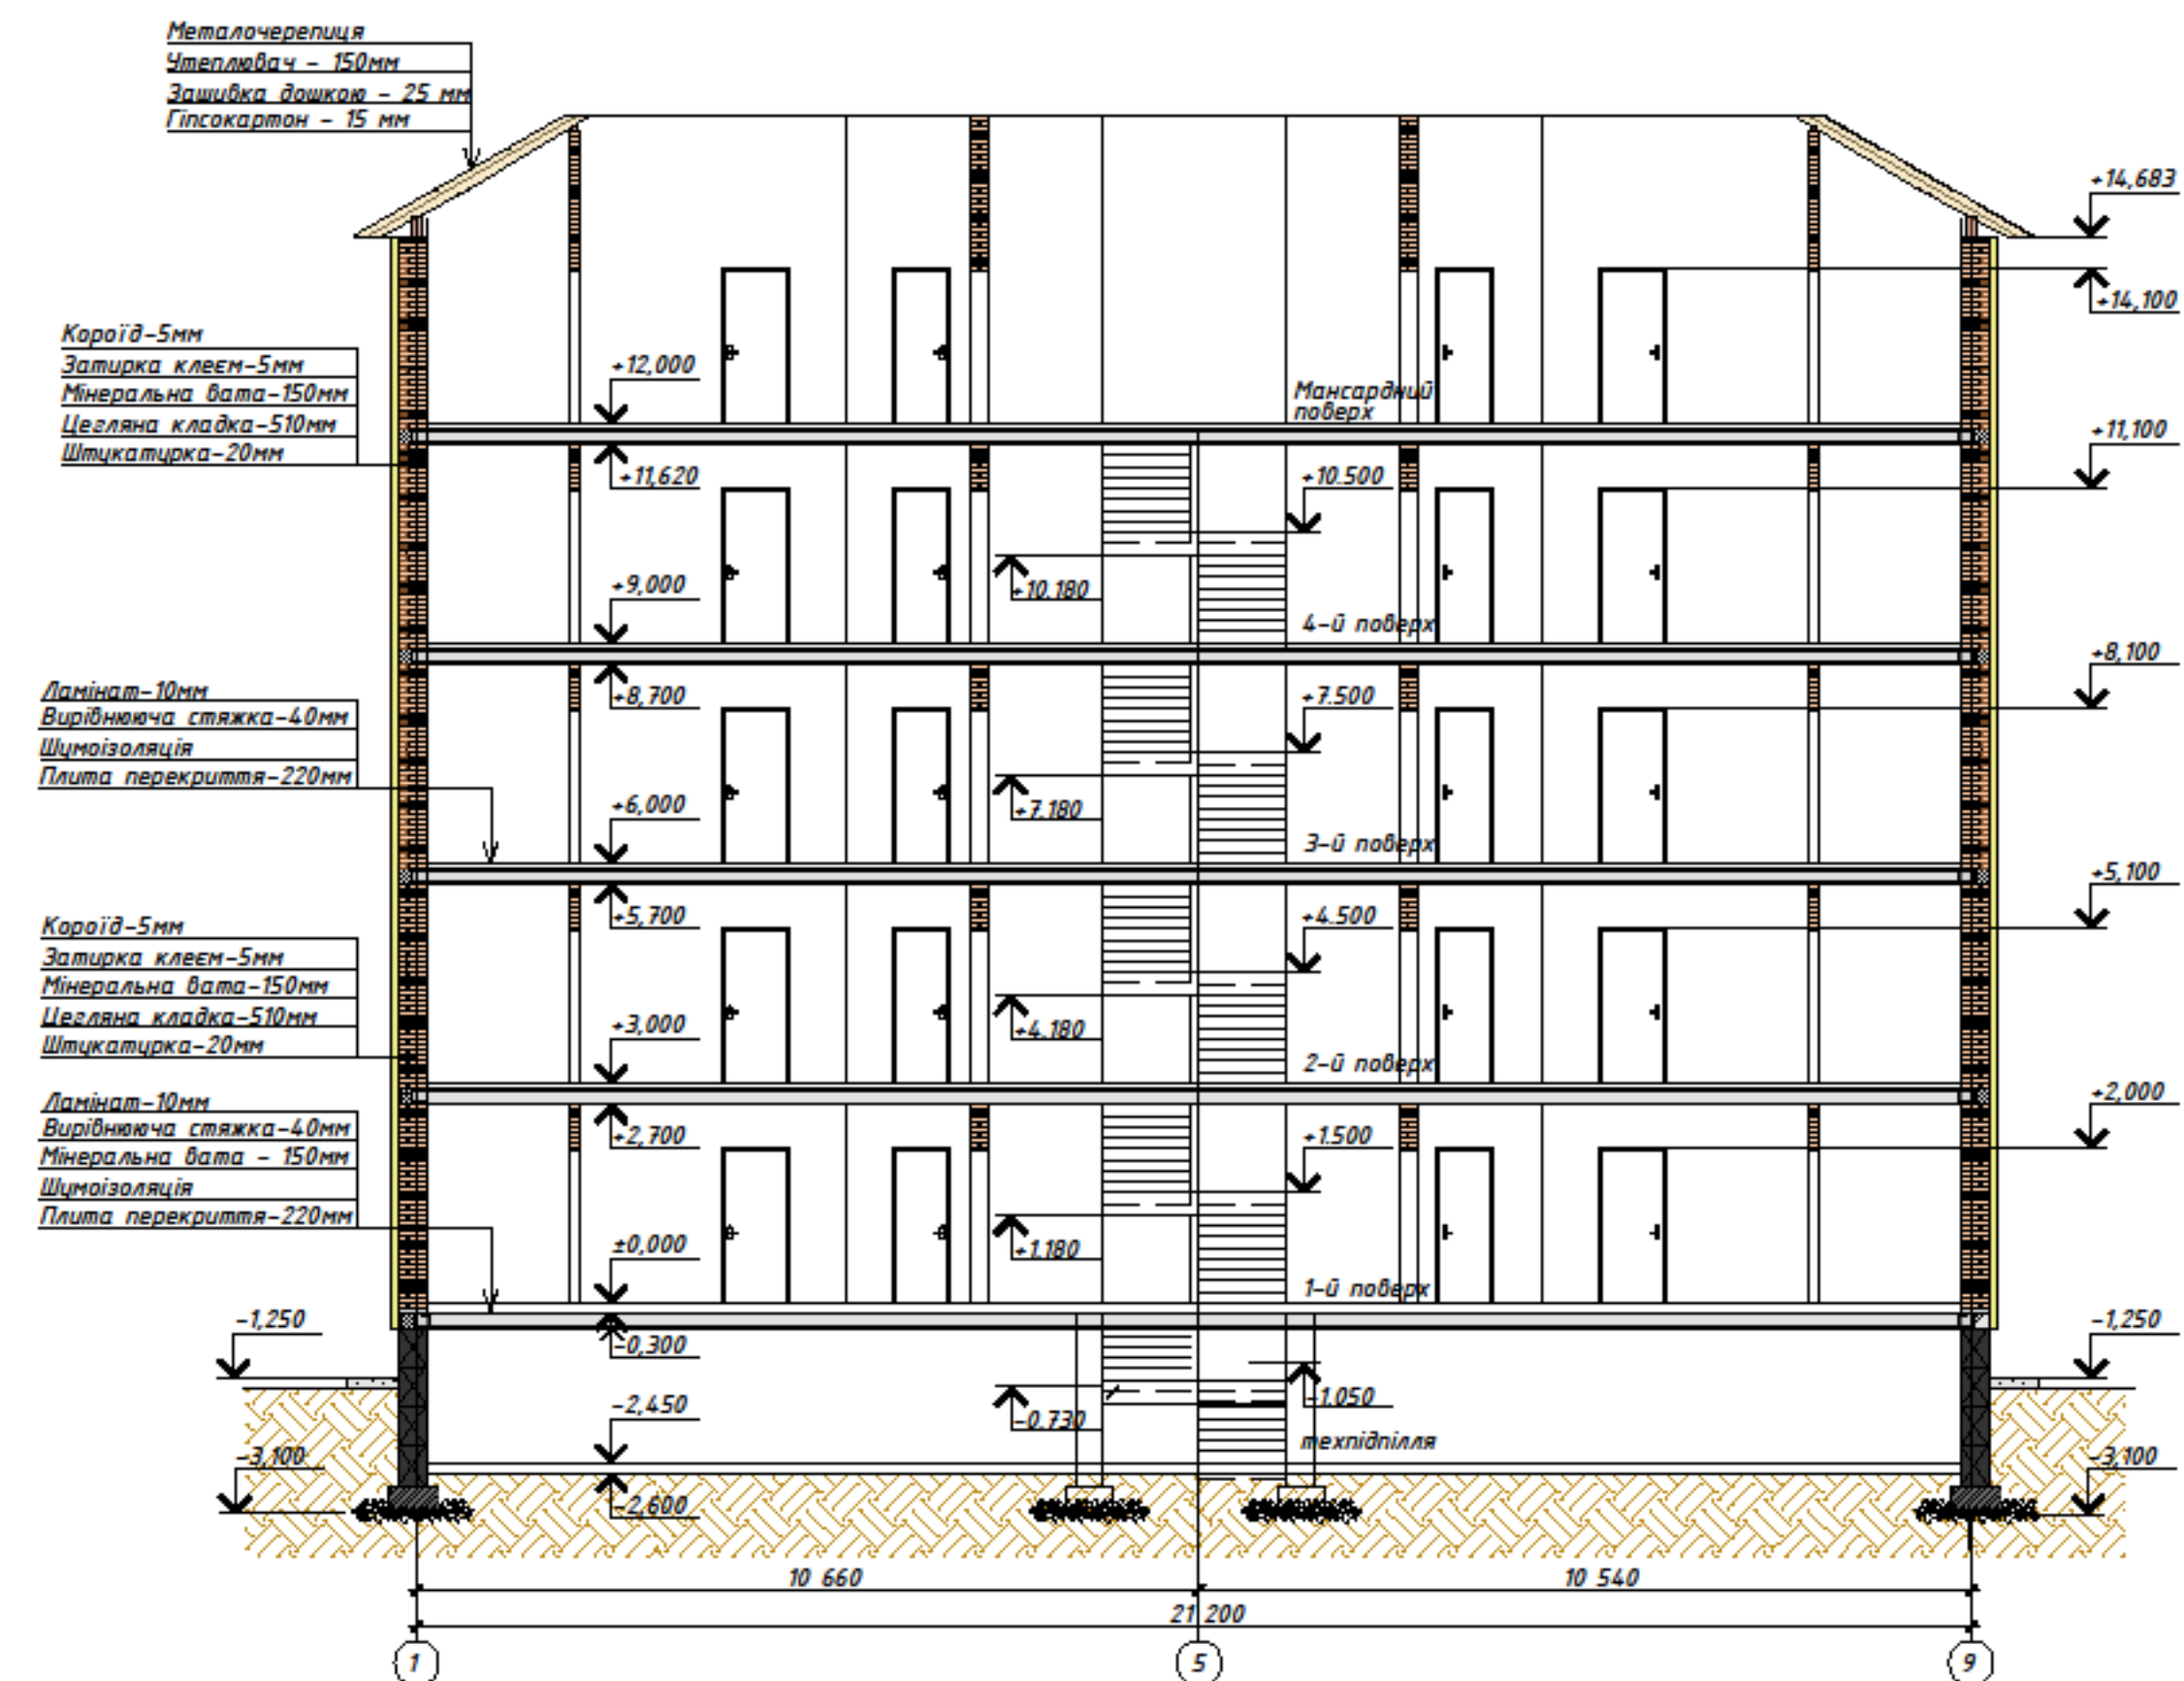 Металочерепиця
Утеплювач - 150мм
Зашивка дошкою - 25 мм
Гіпсокартон - 15 мм
+14,683
+14,100
Короїд-5мм
Затирка клеєм-5мм
Мінеральна вата-150мм
Цегляна кладка-510мм
Штукатурка-20мм
+12,000
Мансардний
поверх
+11,100
+11,620
+10.500
+10.180
+9,000
4-й поверх
+8,100
Ламінат-10мм
Вирівнююча стяжка-40мм
Шумоізоляція
Плита перекриття-220мм
+8,700
+7.500
+7.180
+6,000
3-й поверх
+5,100
+5,700
+4.500
Короїд-5мм
Затирка клеєм-5мм
Мінеральна вата-150мм
Цегляна кладка-510мм
Штукатурка-20мм
+4.180
+3,000
2-й поверх
+2,000
Ламінат-10мм
Вирівнююча стяжка-40мм
Мінеральна вата - 150мм
Шумоізоляція
Плита перекриття-220мм
+2,700
+1.500
+1.180
±0,000
1-й поверх
-1,250
-0,300
-1,250
-2,450
-0.730
-1.050
техпідпілля
-3,100
-2,600
-3,100
10 660
10 540
21 200
1
5
9